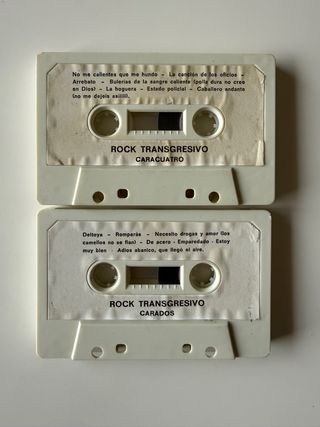 No me calientes que me hundo - La canción de los oficios -
Arrebato - Bulerías de la sangre caliente (polla dura no cree
en Dios) - La hoguera - Estado policial - Caballero andante
(no me dejeis asiiiii).
ROCK TRANSGRESIVO
CARACUATRO
Deltoya - Romperás - Necesito drogas y amor (los
camellos no se fían) - De acero - Emparedado - Estoy
muy bien - Adios abanico, que llegó el aire.
ROCK TRANSGRESIVO
CARADOS